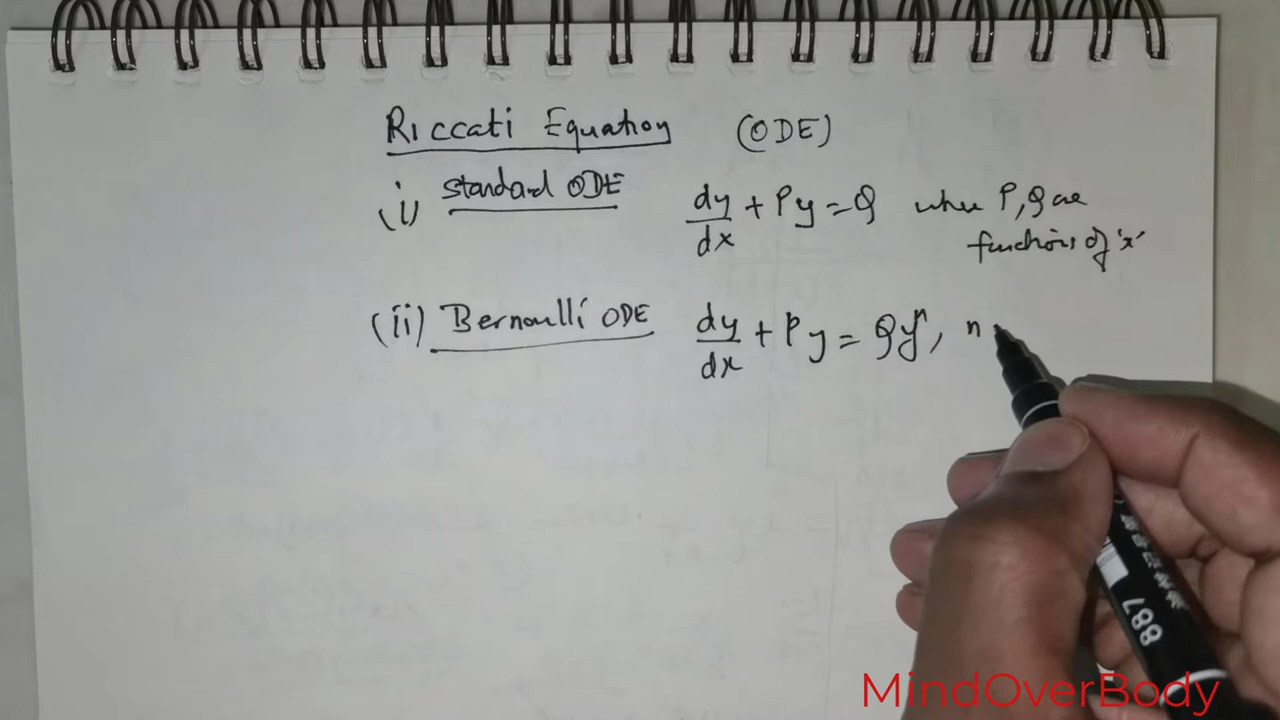 Riccati Equation (ODE)
(i) Standard ODE dy/dx + Py = Q where P, Q are
functions of 'x'
(ii) Bernoulli ODE dy/dx + Py = Qyⁿ, n
887
MindOverBody